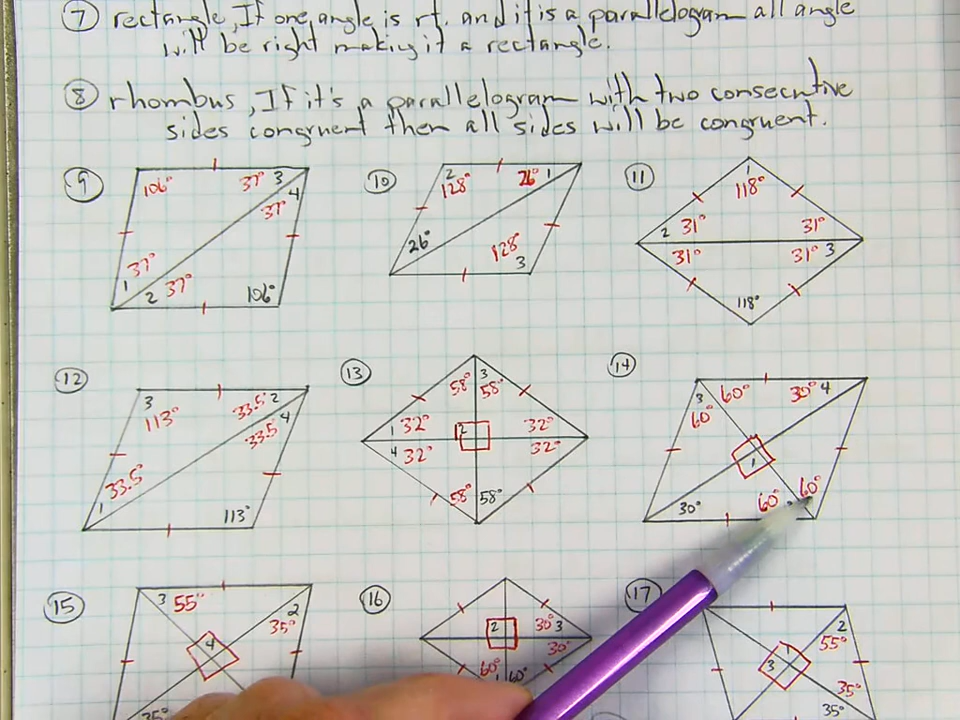 7 rectangle, If one angle is rt. and it is a parallelogram all angle
will be right making it a rectangle.
8 rhombus, If it's a parallelogram with two consecutive
sides congruent then all sides will be congruent.
9 106° 37° 3 4 37° 37° 1 2 37° 106°
10 2 128° 26° 1 26° 128° 3
11 1 118° 2 31° 31° 31° 31° 3 118°
12 3 113° 33.5° 2 4 33.5 33.5° 1 113°
13 58° 3 58° 1 32° 2 32° 4 32° 32° 58° 58°
14 3 60° 60° 30° 4 1 30° 60° 60°
15 3 55° 2 35° 4 35°
16 2 30° 3 30° 60° 1 60°
17 2 55° 1 3 35° 35°